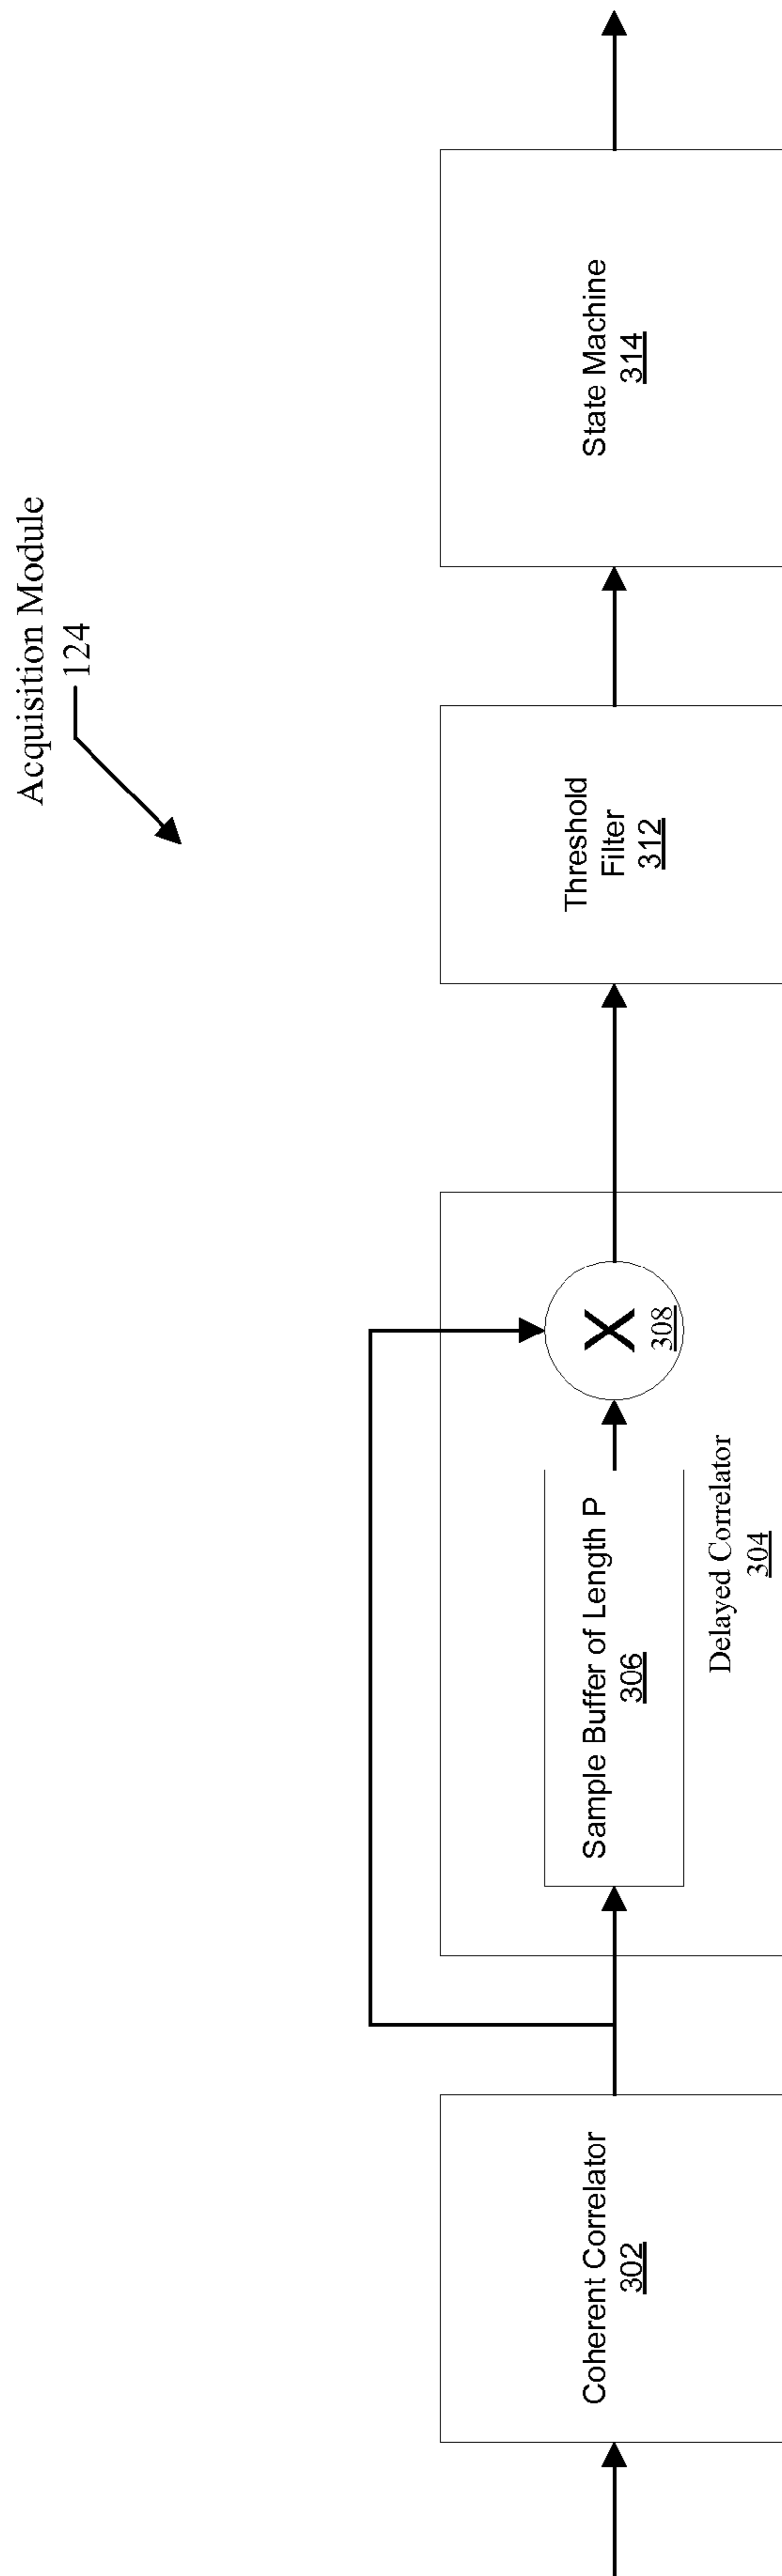 Acquisition Module
124
Coherent Correlator
302
Sample Buffer of Length P
306
X
308
Delayed Correlator
304
Threshold
Filter
312
State Machine
314